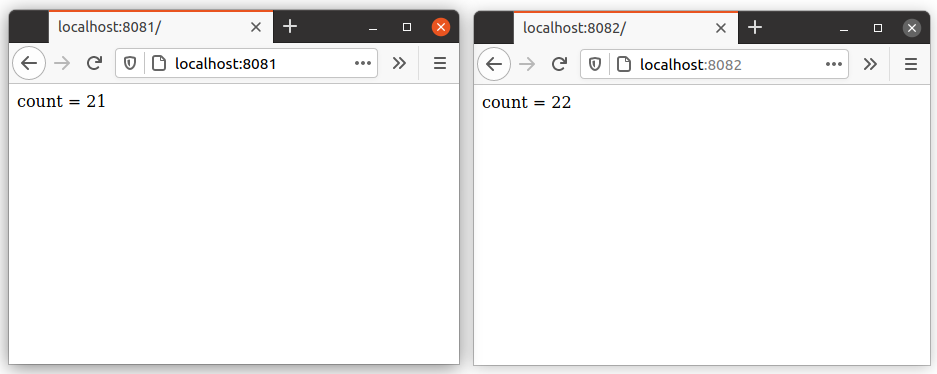 localhost:8081/
localhost:8081
count = 21
localhost:8082/
localhost:8082
count = 22